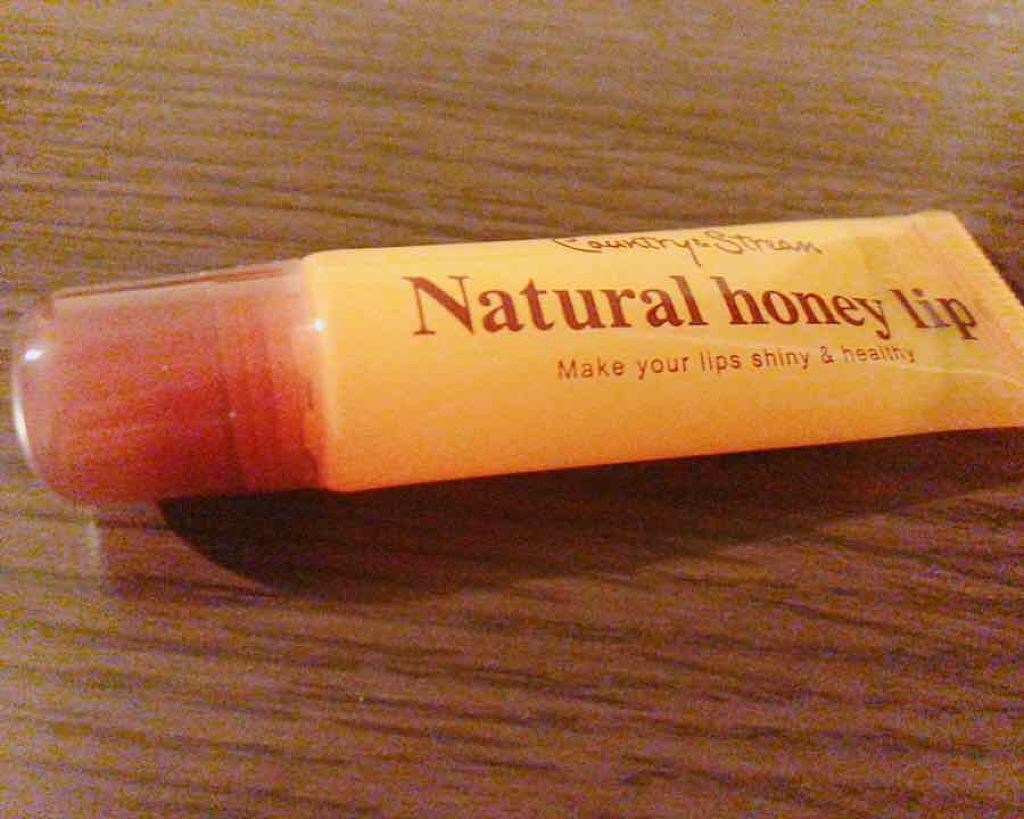 Country & Stream
Natural honey lip
Make your lips shiny & healthy